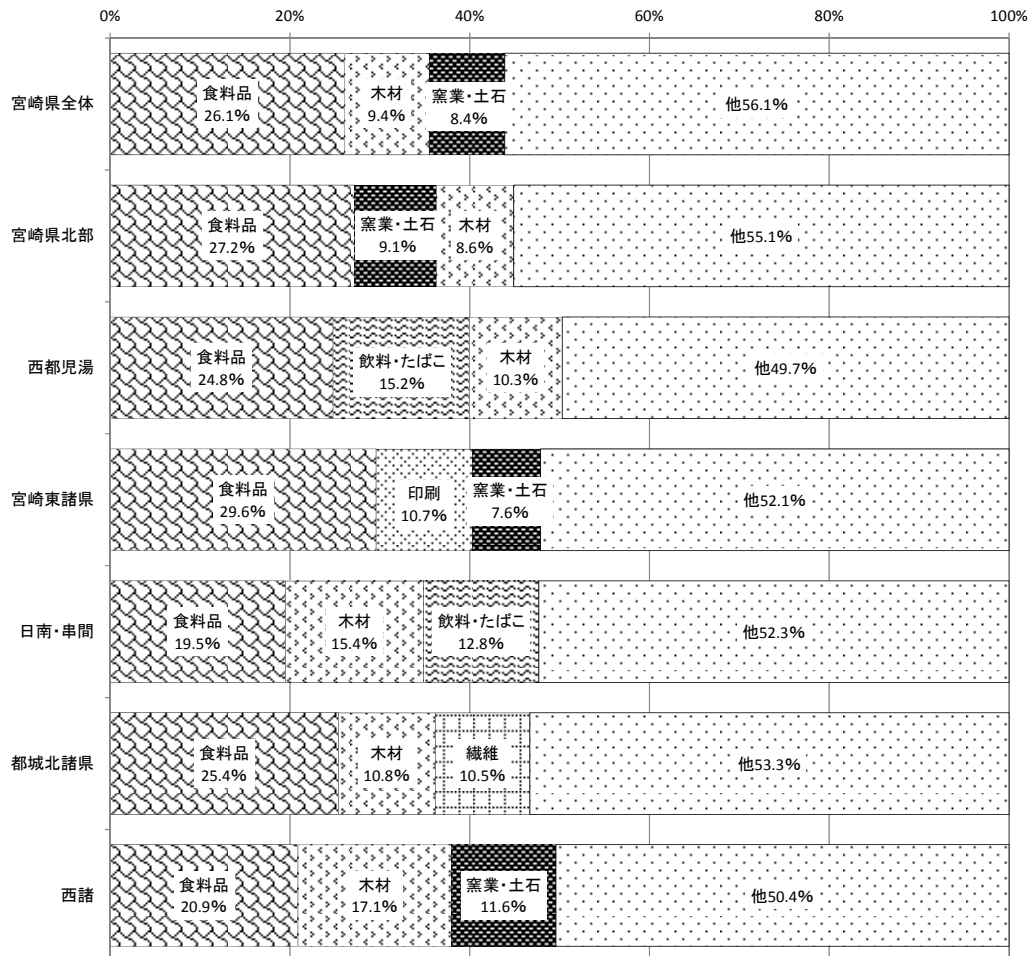 0% 20% 40% 60% 80% 100%
宮崎県全体
食料品
26.1%
木材
9.4%
窯業・土石
8.4%
他56.1%
宮崎県北部
食料品
27.2%
窯業・土石
9.1%
木材
8.6%
他55.1%
西都児湯
食料品
24.8%
飲料・たばこ
15.2%
木材
10.3%
他49.7%
宮崎東諸県
食料品
29.6%
印刷
10.7%
窯業・土石
7.6%
他52.1%
日南・串間
食料品
19.5%
木材
15.4%
飲料・たばこ
12.8%
他52.3%
都城北諸県
食料品
25.4%
木材
10.8%
繊維
10.5%
他53.3%
西諸
食料品
20.9%
木材
17.1%
窯業・土石
11.6%
他50.4%